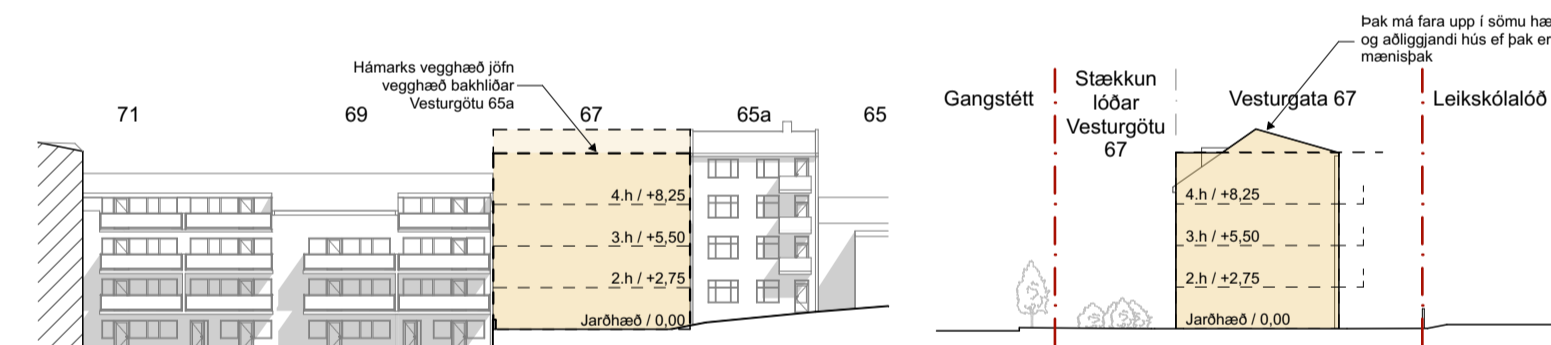 Hámarks vegghæð jöfn
vegghæð bakhliðar
Vesturgötu 65a
71
69
67
65a
65
4.h / +8,25
3.h / +5,50
2.h / +2,75
Jarðhæð / 0,00
Þak má fara upp í sömu hæ
og aðliggjandi hús ef þak er
mænisþak
Gangstétt
Stækkun
lóðar
Vesturgötu
67
Vesturgata 67
Leikskólalóð
4.h / +8,25
3.h / +5,50
2.h / +2,75
Jarðhæð / 0,00